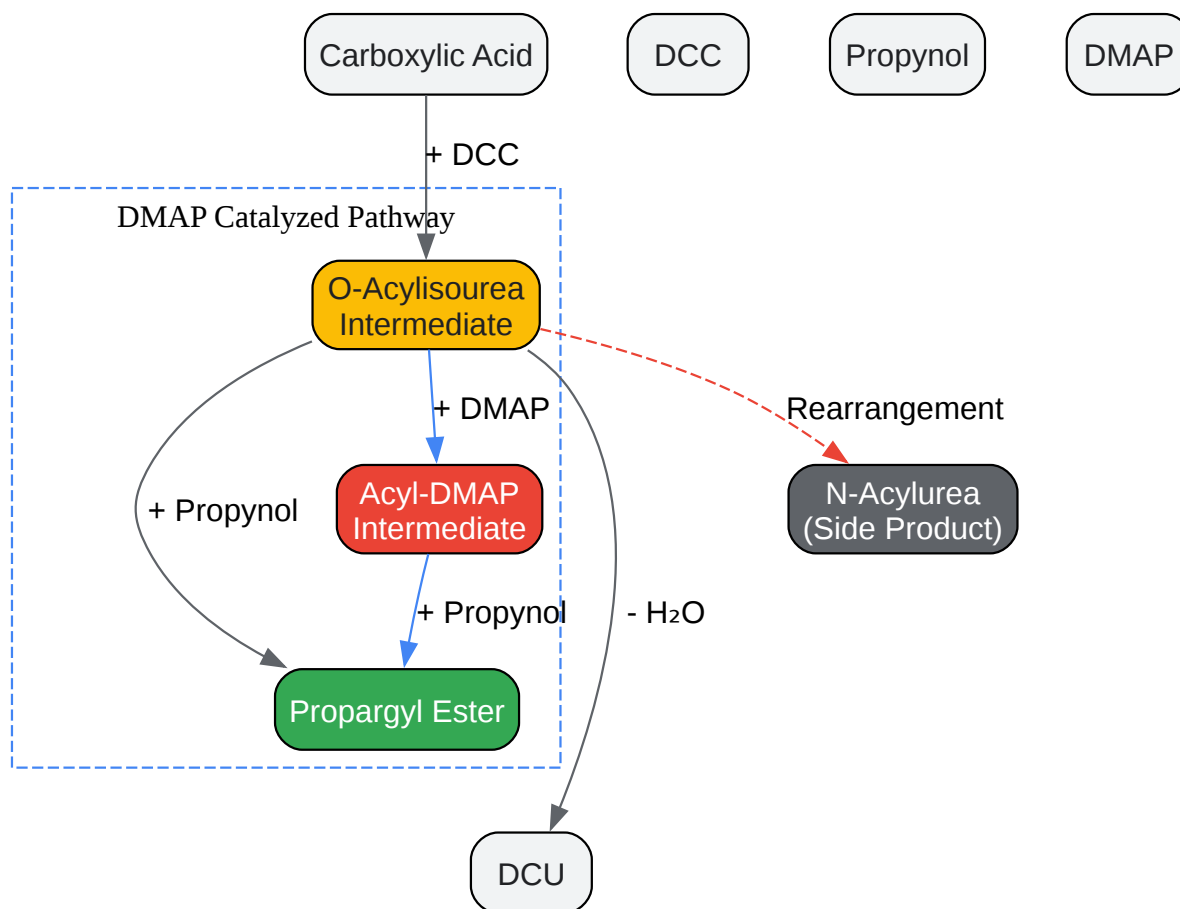 Carboxylic Acid
DCC
Propynol
DMAP
+ DCC
DMAP Catalyzed Pathway
O-Acylisourea
Intermediate
+ DMAP
Rearrangement
Acyl-DMAP
Intermediate
N-Acylurea
(Side Product)
+ Propynol
+ Propynol
- H₂O
Propargyl Ester
DCU